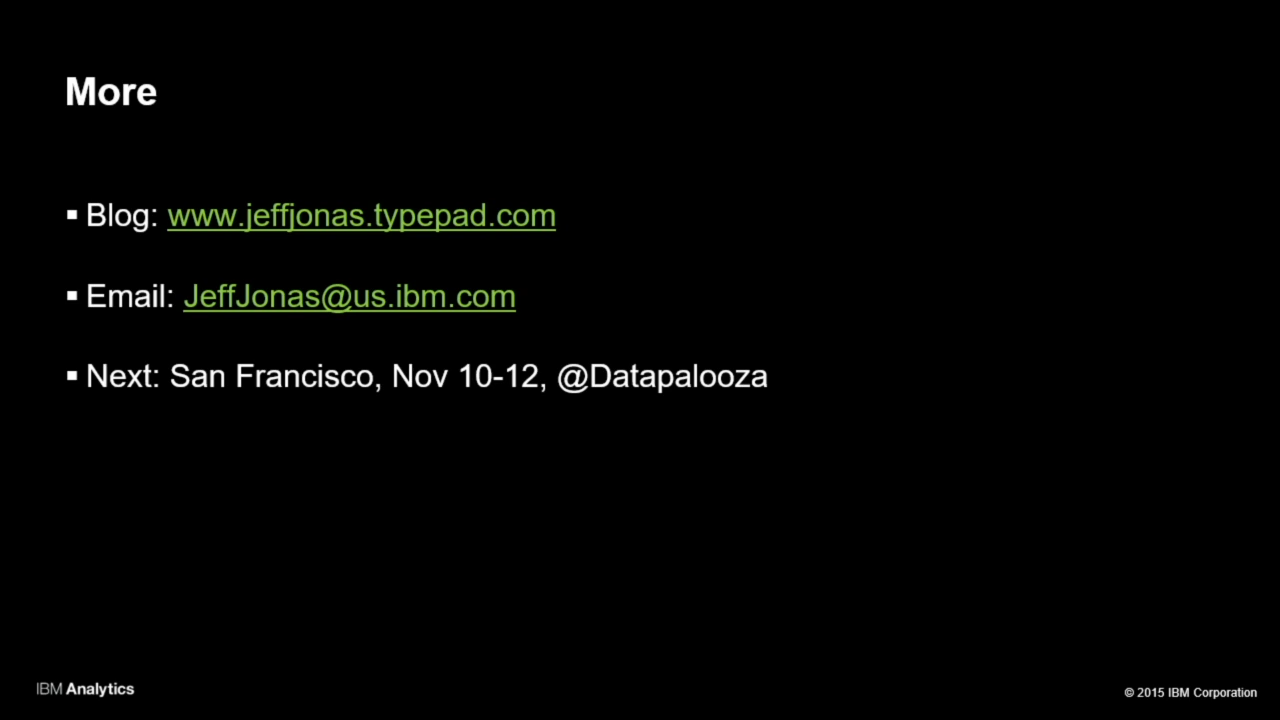 More
▪ Blog: www.jeffjonas.typepad.com
▪ Email: JeffJonas@us.ibm.com
▪ Next: San Francisco, Nov 10-12, @Datapalooza
IBM Analytics
© 2015 IBM Corporation